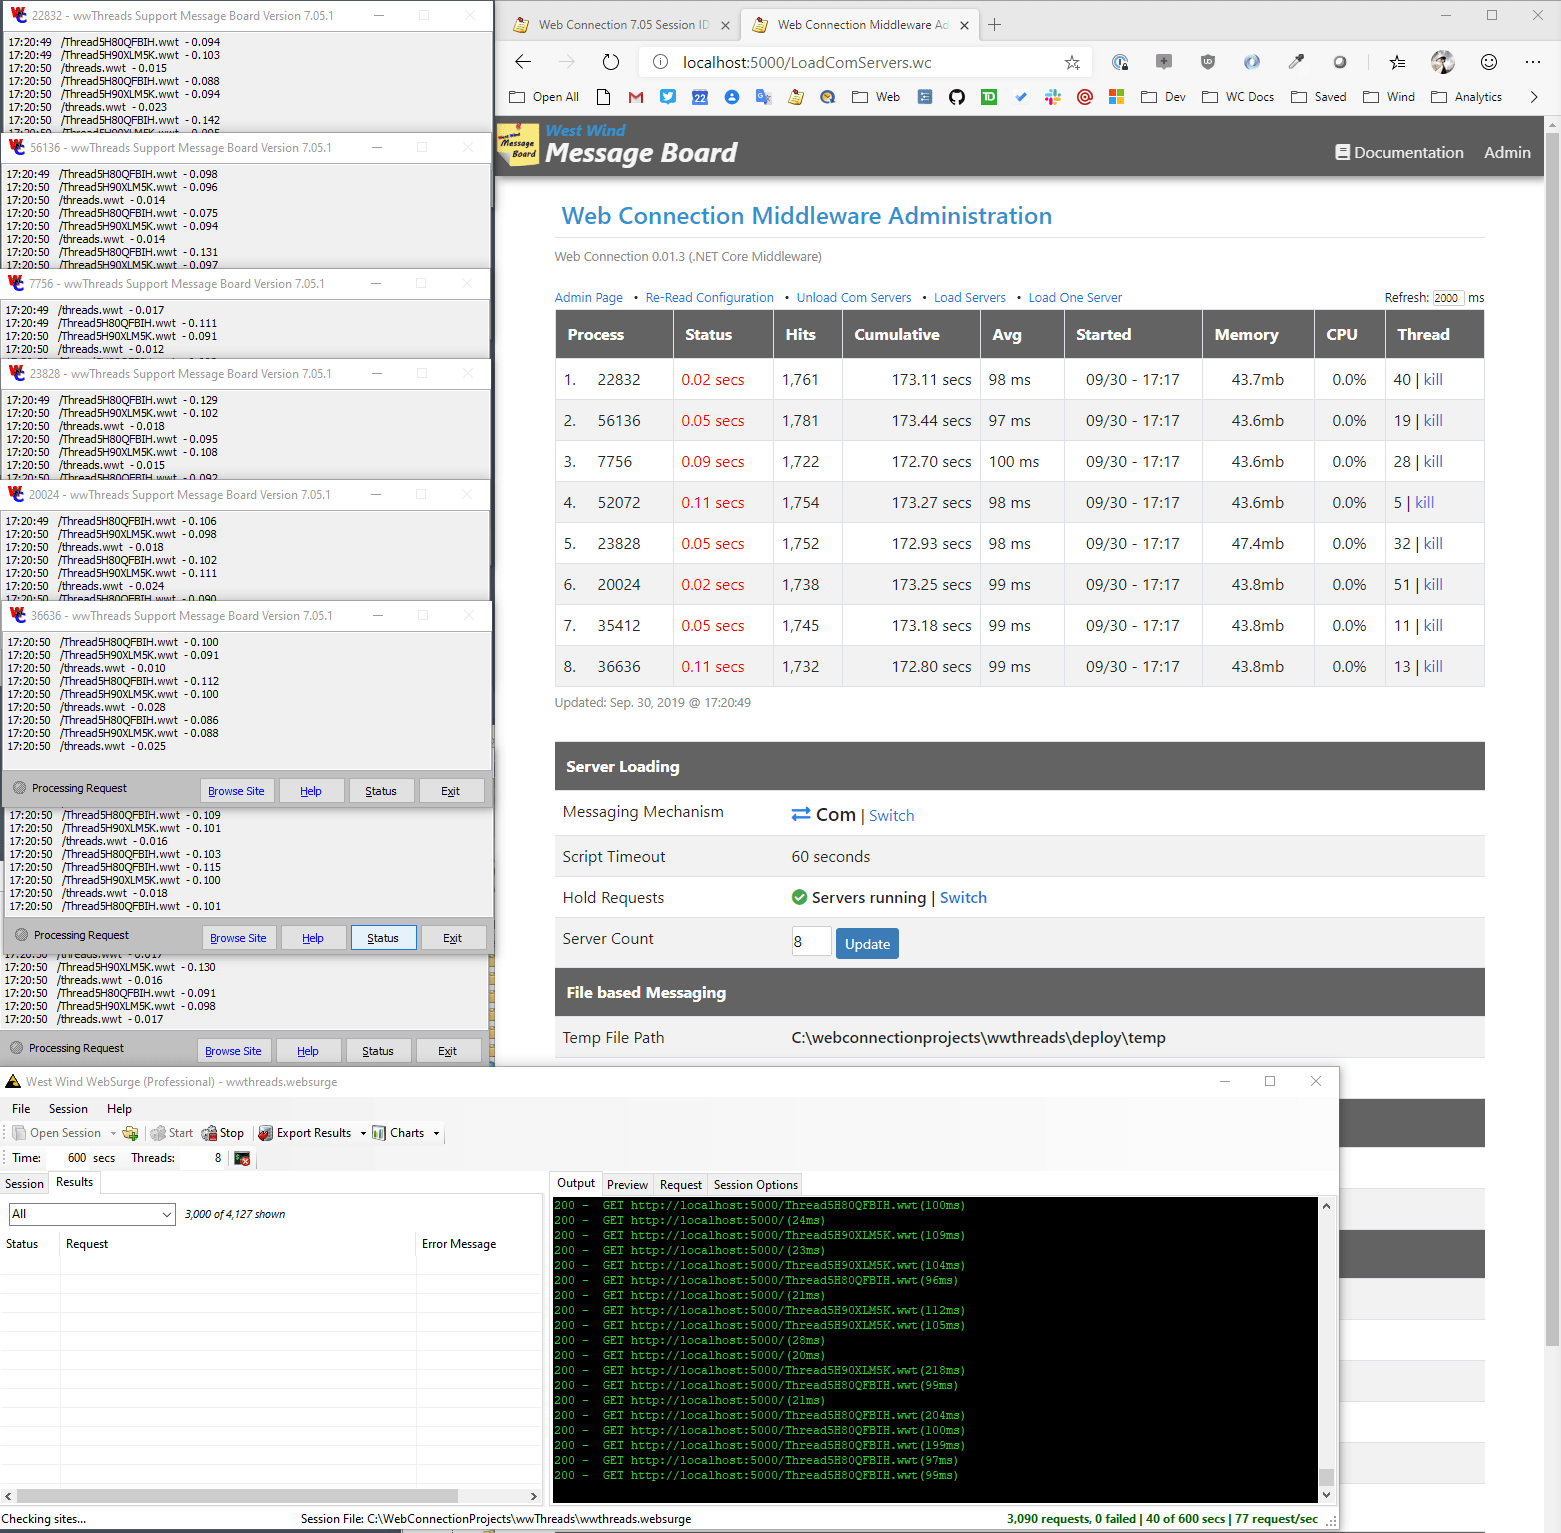 22832 - wwThreads Support Message Board Version 7.05.1
17:20:49 /Thread5H80QFBIH.wwt - 0.094
17:20:49 /Thread5H90XLM5K.wwt - 0.103
17:20:50 /threads.wwt - 0.015
17:20:50 /Thread5H80QFBIH.wwt - 0.088
17:20:50 /Thread5H90XLM5K.wwt - 0.094
17:20:50 /threads.wwt - 0.023
17:20:50 /Thread5H80QFBIH.wwt - 0.142
56136 - wwThreads Support Message Board Version 7.05.1
17:20:49 /Thread5H80QFBIH.wwt - 0.098
17:20:50 /Thread5H90XLM5K.wwt - 0.096
17:20:50 /threads.wwt - 0.014
17:20:50 /Thread5H80QFBIH.wwt - 0.075
17:20:50 /Thread5H90XLM5K.wwt - 0.094
17:20:50 /threads.wwt - 0.014
17:20:50 /Thread5H80QFBIH.wwt - 0.131
17:20:50 /Thread5H90XLM5K.wwt - 0.097
7756 - wwThreads Support Message Board Version 7.05.1
17:20:49 /threads.wwt - 0.017
17:20:49 /Thread5H80QFBIH.wwt - 0.111
17:20:50 /Thread5H90XLM5K.wwt - 0.091
17:20:50 /threads.wwt - 0.012
23828 - wwThreads Support Message Board Version 7.05.1
17:20:49 /Thread5H80QFBIH.wwt - 0.129
17:20:50 /Thread5H90XLM5K.wwt - 0.102
17:20:50 /threads.wwt - 0.018
17:20:50 /Thread5H80QFBIH.wwt - 0.095
17:20:50 /Thread5H90XLM5K.wwt - 0.108
17:20:50 /threads.wwt - 0.015
17:20:50 /Thread5H80QFBIH.wwt - 0.092
20024 - wwThreads Support Message Board Version 7.05.1
17:20:49 /Thread5H80QFBIH.wwt - 0.106
17:20:50 /Thread5H90XLM5K.wwt - 0.098
17:20:50 /threads.wwt - 0.018
17:20:50 /Thread5H80QFBIH.wwt - 0.102
17:20:50 /Thread5H90XLM5K.wwt - 0.111
17:20:50 /threads.wwt - 0.024
17:20:50 /Thread5H80QFBIH.wwt - 0.090
36636 - wwThreads Support Message Board Version 7.05.1
17:20:50 /Thread5H80QFBIH.wwt - 0.100
17:20:50 /Thread5H90XLM5K.wwt - 0.091
17:20:50 /threads.wwt - 0.010
17:20:50 /Thread5H80QFBIH.wwt - 0.112
17:20:50 /Thread5H90XLM5K.wwt - 0.100
17:20:50 /threads.wwt - 0.028
17:20:50 /Thread5H80QFBIH.wwt - 0.086
17:20:50 /Thread5H90XLM5K.wwt - 0.088
17:20:50 /threads.wwt - 0.025
Processing Request Browse Site Help Status Exit
17:20:50 /Thread5H80QFBIH.wwt - 0.109
17:20:50 /Thread5H90XLM5K.wwt - 0.101
17:20:50 /threads.wwt - 0.016
17:20:50 /Thread5H80QFBIH.wwt - 0.103
17:20:50 /Thread5H80QFBIH.wwt - 0.115
17:20:50 /Thread5H90XLM5K.wwt - 0.100
17:20:50 /threads.wwt - 0.018
17:20:50 /Thread5H80QFBIH.wwt - 0.101
Processing Request Browse Site Help Status Exit
17:20:50 /threads.wwt - 0.017
17:20:50 /Thread5H90XLM5K.wwt - 0.130
17:20:50 /threads.wwt - 0.016
17:20:50 /Thread5H80QFBIH.wwt - 0.091
17:20:50 /Thread5H90XLM5K.wwt - 0.098
17:20:50 /threads.wwt - 0.017
Processing Request Browse Site Help Status Exit
Web Connection 7.05 Session ID
Web Connection Middleware Ad
localhost:5000/LoadComServers.wc
Open All Web Dev WC Docs Saved Wind Analytics
West Wind
Message Board
Documentation Admin
Web Connection Middleware Administration
Web Connection 0.01.3 (.NET Core Middleware)
Admin Page • Re-Read Configuration • Unload Com Servers • Load Servers • Load One Server Refresh: 2000 ms
Process Status Hits Cumulative Avg Started Memory CPU Thread
1. 22832 0.02 secs 1,761 173.11 secs 98 ms 09/30 - 17:17 43.7mb 0.0% 40 | kill
2. 56136 0.05 secs 1,781 173.44 secs 97 ms 09/30 - 17:17 43.6mb 0.0% 19 | kill
3. 7756 0.09 secs 1,722 172.70 secs 100 ms 09/30 - 17:17 43.6mb 0.0% 28 | kill
4. 52072 0.11 secs 1,754 173.27 secs 98 ms 09/30 - 17:17 43.6mb 0.0% 5 | kill
5. 23828 0.05 secs 1,752 172.93 secs 98 ms 09/30 - 17:17 47.4mb 0.0% 32 | kill
6. 20024 0.02 secs 1,738 173.25 secs 99 ms 09/30 - 17:17 43.8mb 0.0% 51 | kill
7. 35412 0.05 secs 1,745 173.18 secs 99 ms 09/30 - 17:17 43.8mb 0.0% 11 | kill
8. 36636 0.11 secs 1,732 172.80 secs 99 ms 09/30 - 17:17 43.8mb 0.0% 13 | kill
Updated: Sep. 30, 2019 @ 17:20:49
Server Loading
Messaging Mechanism Com | Switch
Script Timeout 60 seconds
Hold Requests Servers running | Switch
Server Count 8 Update
File based Messaging
Temp File Path C:\webconnectionprojects\wwthreads\deploy\temp
West Wind WebSurge (Professional) - wwthreads.websurge
File Session Help
Open Session Start Stop Export Results Charts
Time: 600 secs Threads: 8
Session Results
All 3,000 of 4,127 shown
Status Request Error Message
Output Preview Request Session Options
200 - GET http://localhost:5000/Thread5H80QFBIH.wwt(100ms)
200 - GET http://localhost:5000/(24ms)
200 - GET http://localhost:5000/Thread5H90XLM5K.wwt(109ms)
200 - GET http://localhost:5000/(23ms)
200 - GET http://localhost:5000/Thread5H90XLM5K.wwt(104ms)
200 - GET http://localhost:5000/Thread5H80QFBIH.wwt(96ms)
200 - GET http://localhost:5000/(21ms)
200 - GET http://localhost:5000/Thread5H90XLM5K.wwt(112ms)
200 - GET http://localhost:5000/Thread5H90XLM5K.wwt(105ms)
200 - GET http://localhost:5000/(28ms)
200 - GET http://localhost:5000/(20ms)
200 - GET http://localhost:5000/Thread5H90XLM5K.wwt(218ms)
200 - GET http://localhost:5000/Thread5H80QFBIH.wwt(99ms)
200 - GET http://localhost:5000/(21ms)
200 - GET http://localhost:5000/Thread5H80QFBIH.wwt(204ms)
200 - GET http://localhost:5000/Thread5H80QFBIH.wwt(100ms)
200 - GET http://localhost:5000/Thread5H80QFBIH.wwt(199ms)
200 - GET http://localhost:5000/Thread5H80QFBIH.wwt(97ms)
200 - GET http://localhost:5000/Thread5H80QFBIH.wwt(99ms)
Checking sites... Session File: C:\WebConnectionProjects\wwThreads\wwthreads.websurge 3,090 requests, 0 failed | 40 of 600 secs | 77 request/sec